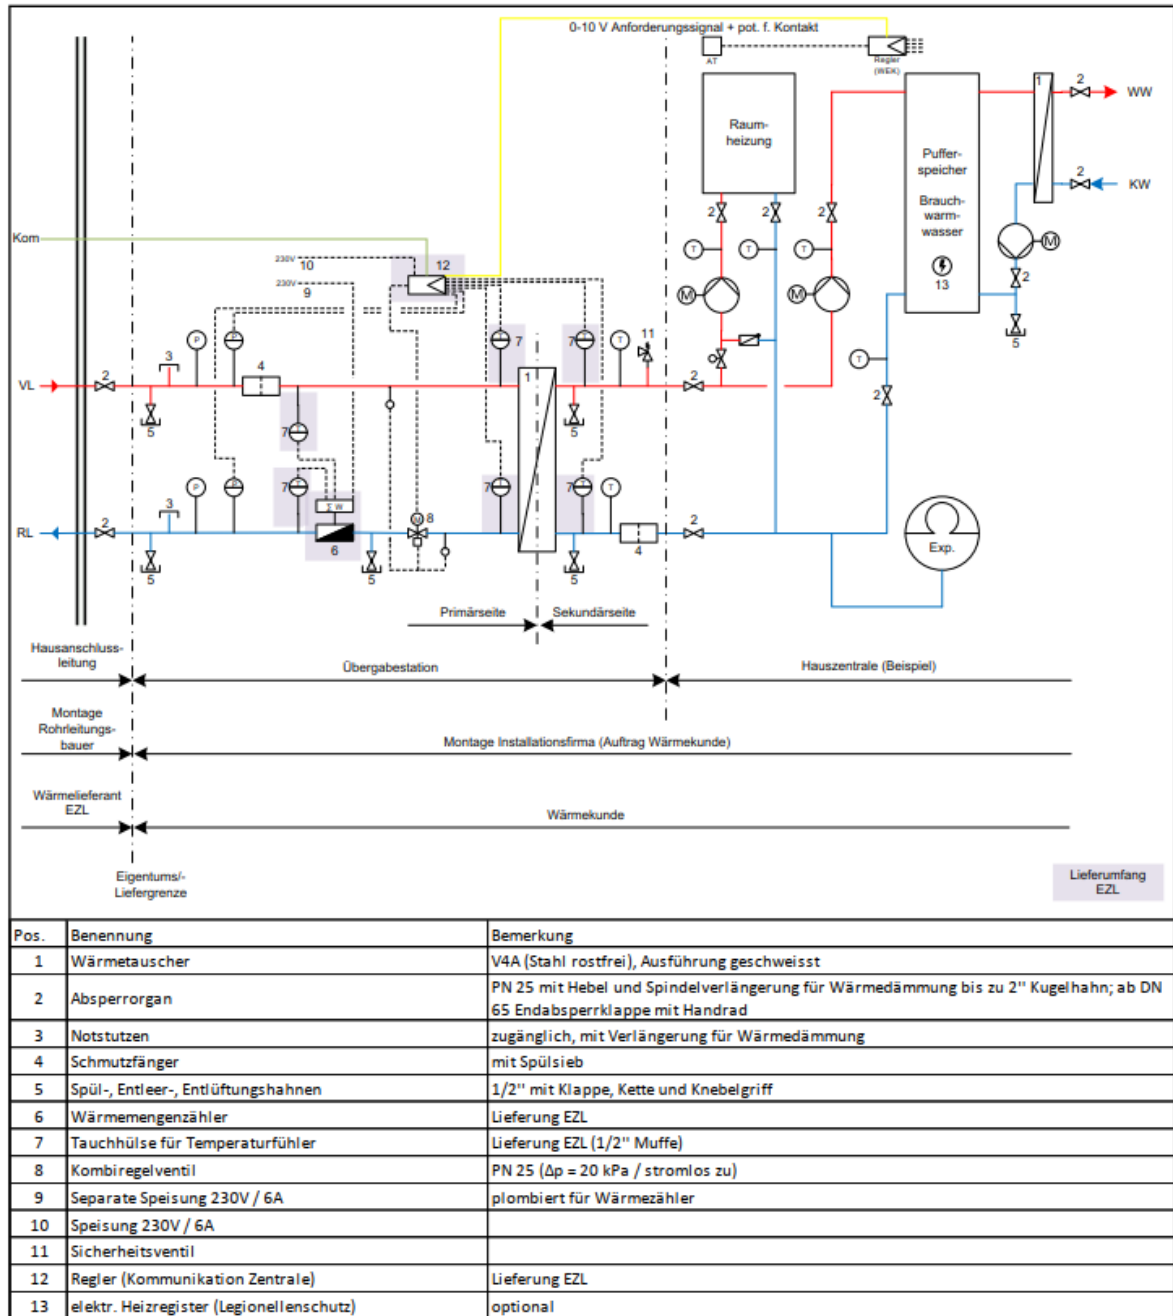 0-10 V Anforderungssignal + pot. f. Kontakt
AT
Regler
(WEK)
1
2
WW
Raum-
heizung
Puffer-
speicher
Brauch-
warm-
wasser
13
2
KW
2
2
2
T
T
T
M
M
M
2
5
Kom
230V
10
12
230V
9
P
P
3
4
7
1
7
T
11
VL
2
2
5
7
5
T
2
P
P
3
7
T
Σ W
M
8
7
7
T
RL
2
2
5
6
5
5
4
Exp.
Primärseite
Sekundärseite
Hausanschluss-
leitung
Übergabestation
Hauszentrale (Beispiel)
Montage
Rohrleitungs-
bauer
Montage Installationsfirma (Auftrag Wärmekunde)
Wärmelieferant
EZL
Wärmekunde
Eigentums/-
Liefergrenze
Lieferumfang
EZL
Pos. Benennung Bemerkung
1 Wärmetauscher V4A (Stahl rostfrei), Ausführung geschweisst
2 Absperrorgan PN 25 mit Hebel und Spindelverlängerung für Wärmedämmung bis zu 2" Kugelhahn; ab DN
65 Endabsperrklappe mit Handrad
3 Notstutzen zugänglich, mit Verlängerung für Wärmedämmung
4 Schmutzfänger mit Spülsieb
5 Spül-, Entleer-, Entlüftungshahnen 1/2" mit Klappe, Kette und Knebelgriff
6 Wärmemengenzähler Lieferung EZL
7 Tauchhülse für Temperaturfühler Lieferung EZL (1/2" Muffe)
8 Kombiregelventil PN 25 (Δp = 20 kPa / stromlos zu)
9 Separate Speisung 230V / 6A plombiert für Wärmezähler
10 Speisung 230V / 6A
11 Sicherheitsventil
12 Regler (Kommunikation Zentrale) Lieferung EZL
13 elektr. Heizregister (Legionellenschutz) optional